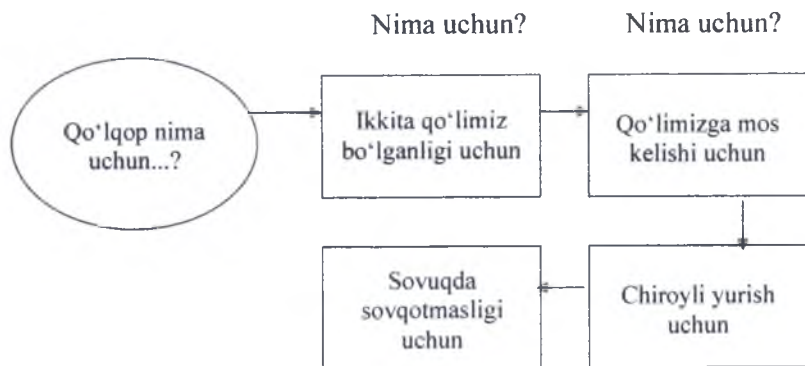 Nima uchun? Nima uchun?
Qo‘lqop nima
uchun...?
Ikkita qo‘limiz
bo‘lganligi uchun
Qo‘limizga mos
kelishi uchun
Chiroyli yurish
uchun
Sovuqda
sovqotmasligi
uchun